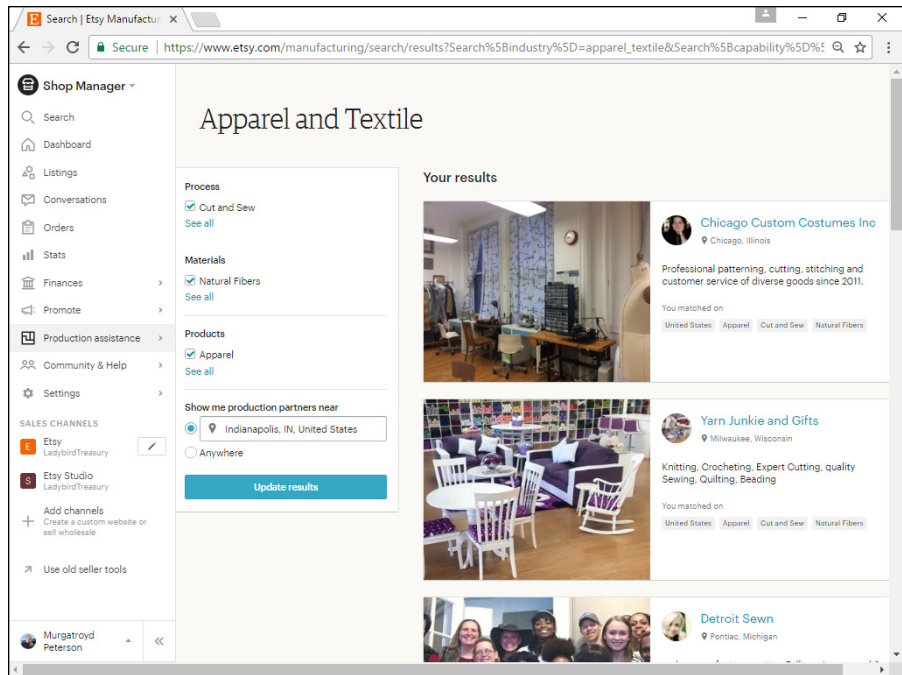 Search | Etsy Manufacturi
Secure | https://www.etsy.com/manufacturing/search/results?Search%5Bindustry%5D=apparel_textile&Search%5Bcapability%5D%5
Shop Manager
Search
Dashboard
Listings
Conversations
Orders
Stats
Finances
Promote
Production assistance
Community & Help
Settings
SALES CHANNELS
E
Etsy
LadybirdTreasury
S
Etsy Studio
LadybirdTreasury
Add channels
Create a custom website or
sell wholesale
Use old seller tools
Murgatroyd
Peterson
Apparel and Textile
Process
Cut and Sew
See all
Materials
Natural Fibers
See all
Products
Apparel
See all
Show me production partners near
Indianapolis, IN, United States
Anywhere
Update results
Your results
Chicago Custom Costumes Inc
Chicago, Illinois
Professional patterning, cutting, stitching and
customer service of diverse goods since 2011.
You matched on
United States Apparel Cut and Sew Natural Fibers
Yarn Junkie and Gifts
Milwaukee, Wisconsin
Knitting, Crocheting, Expert Cutting, quality
Sewing, Quilting, Beading
You matched on
United States Apparel Cut and Sew Natural Fibers
Detroit Sewn
Pontiac, Michigan